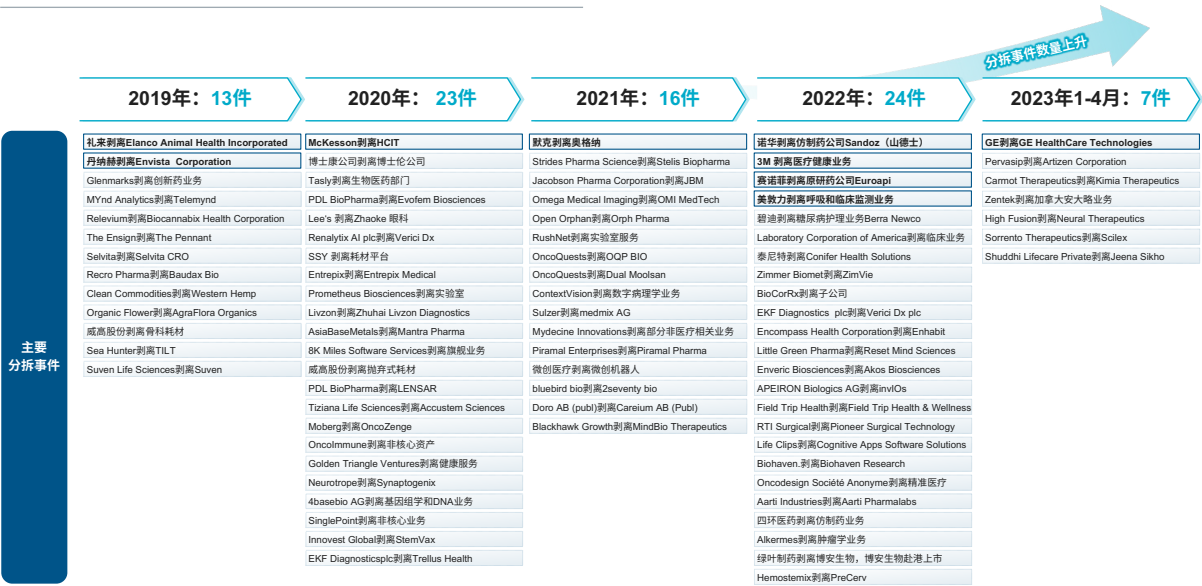 分拆事件数量上升
2019年：13件
2020年： 23件
2021年：16件
2022年：24件
2023年1-4月：7件
主要
分拆事件
礼来剥离Elanco Animal Health Incorporated
丹纳赫剥离Envista Corporation
Glenmarks剥离创新药业务
MYnd Analytics剥离Telemynd
Relevium剥离Biocannabix Health Corporation
The Ensign剥离The Pennant
Selvita剥离Selvita CRO
Recro Pharma剥离Baudax Bio
Clean Commodities剥离Western Hemp
Organic Flower剥离AgraFlora Organics
威高股份剥离骨科耗材
Sea Hunter剥离TILT
Suven Life Sciences剥离Suven
McKesson剥离HCIT
博士康公司剥离博士伦公司
Tasly剥离生物医药部门
PDL BioPharma剥离Evofem Biosciences
Lee's 剥离Zhaoke 眼科
Renalytix AI plc剥离Verici Dx
SSY 剥离耗材平台
Entrepix剥离Entrepix Medical
Prometheus Biosciences剥离实验室
Livzon剥离Zhuhai Livzon Diagnostics
AsiaBaseMetals剥离Mantra Pharma
8K Miles Software Services剥离旗舰业务
威高股份剥离抛弃式耗材
PDL BioPharma剥离LENSAR
Tiziana Life Sciences剥离Accustem Sciences
Moberg剥离OncoZenge
OncoImmune剥离非核心资产
Golden Triangle Ventures剥离健康服务
Neurotrope剥离Synaptogenix
4basebio AG剥离基因组学和DNA业务
SinglePoint剥离非核心业务
Innovest Global剥离StemVax
EKF Diagnosticsplc剥离Trellus Health
默克剥离奥格纳
Strides Pharma Science剥离Stelis Biopharma
Jacobson Pharma Corporation剥离JBM
Omega Medical Imaging剥离OMI MedTech
Open Orphan剥离Orph Pharma
RushNet剥离实验室服务
OncoQuests剥离OQP BIO
OncoQuests剥离Dual Moolsan
ContextVision剥离数字病理学业务
Sulzer剥离medmix AG
Mydecine Innovations剥离部分非医疗相关业务
Piramal Enterprises剥离Piramal Pharma
微创医疗剥离微创机器人
bluebird bio剥离2seventy bio
Doro AB (publ)剥离Careium AB (Publ)
Blackhawk Growth剥离MindBio Therapeutics
诺华剥离仿制药公司Sandoz（山德士）
3M 剥离医疗健康业务
赛诺菲剥离原研药公司Euroapi
美敦力剥离呼吸和临床监测业务
碧迪剥离糖尿病护理业务Berra Newco
Laboratory Corporation of America剥离临床业务
泰尼特剥离Conifer Health Solutions
Zimmer Biomet剥离ZimVie
BioCorRx剥离子公司
EKF Diagnostics plc剥离Verici Dx plc
Encompass Health Corporation剥离Enhabit
Little Green Pharma剥离Reset Mind Sciences
Enveric Biosciences剥离Akos Biosciences
APEIRON Biologics AG剥离invIOs
Field Trip Health剥离Field Trip Health & Wellness
RTI Surgical剥离Pioneer Surgical Technology
Life Clips剥离Cognitive Apps Software Solutions
Biohaven.剥离Biohaven Research
Oncodesign Société Anonyme剥离精准医疗
Aarti Industries剥离Aarti Pharmalabs
四环医药剥离仿制药业务
Alkermes剥离肿瘤学业务
绿叶制药剥离博安生物，博安生物赴港上市
Hemostemix剥离PreCerv
GE剥离GE HealthCare Technologies
Pervasip剥离Artizen Corporation
Carmot Therapeutics剥离Kimia Therapeutics
Zentek剥离加拿大安大略业务
High Fusion剥离Neural Therapeutics
Sorrento Therapeutics剥离Scilex
Shuddhi Lifecare Private剥离Jeena Sikho